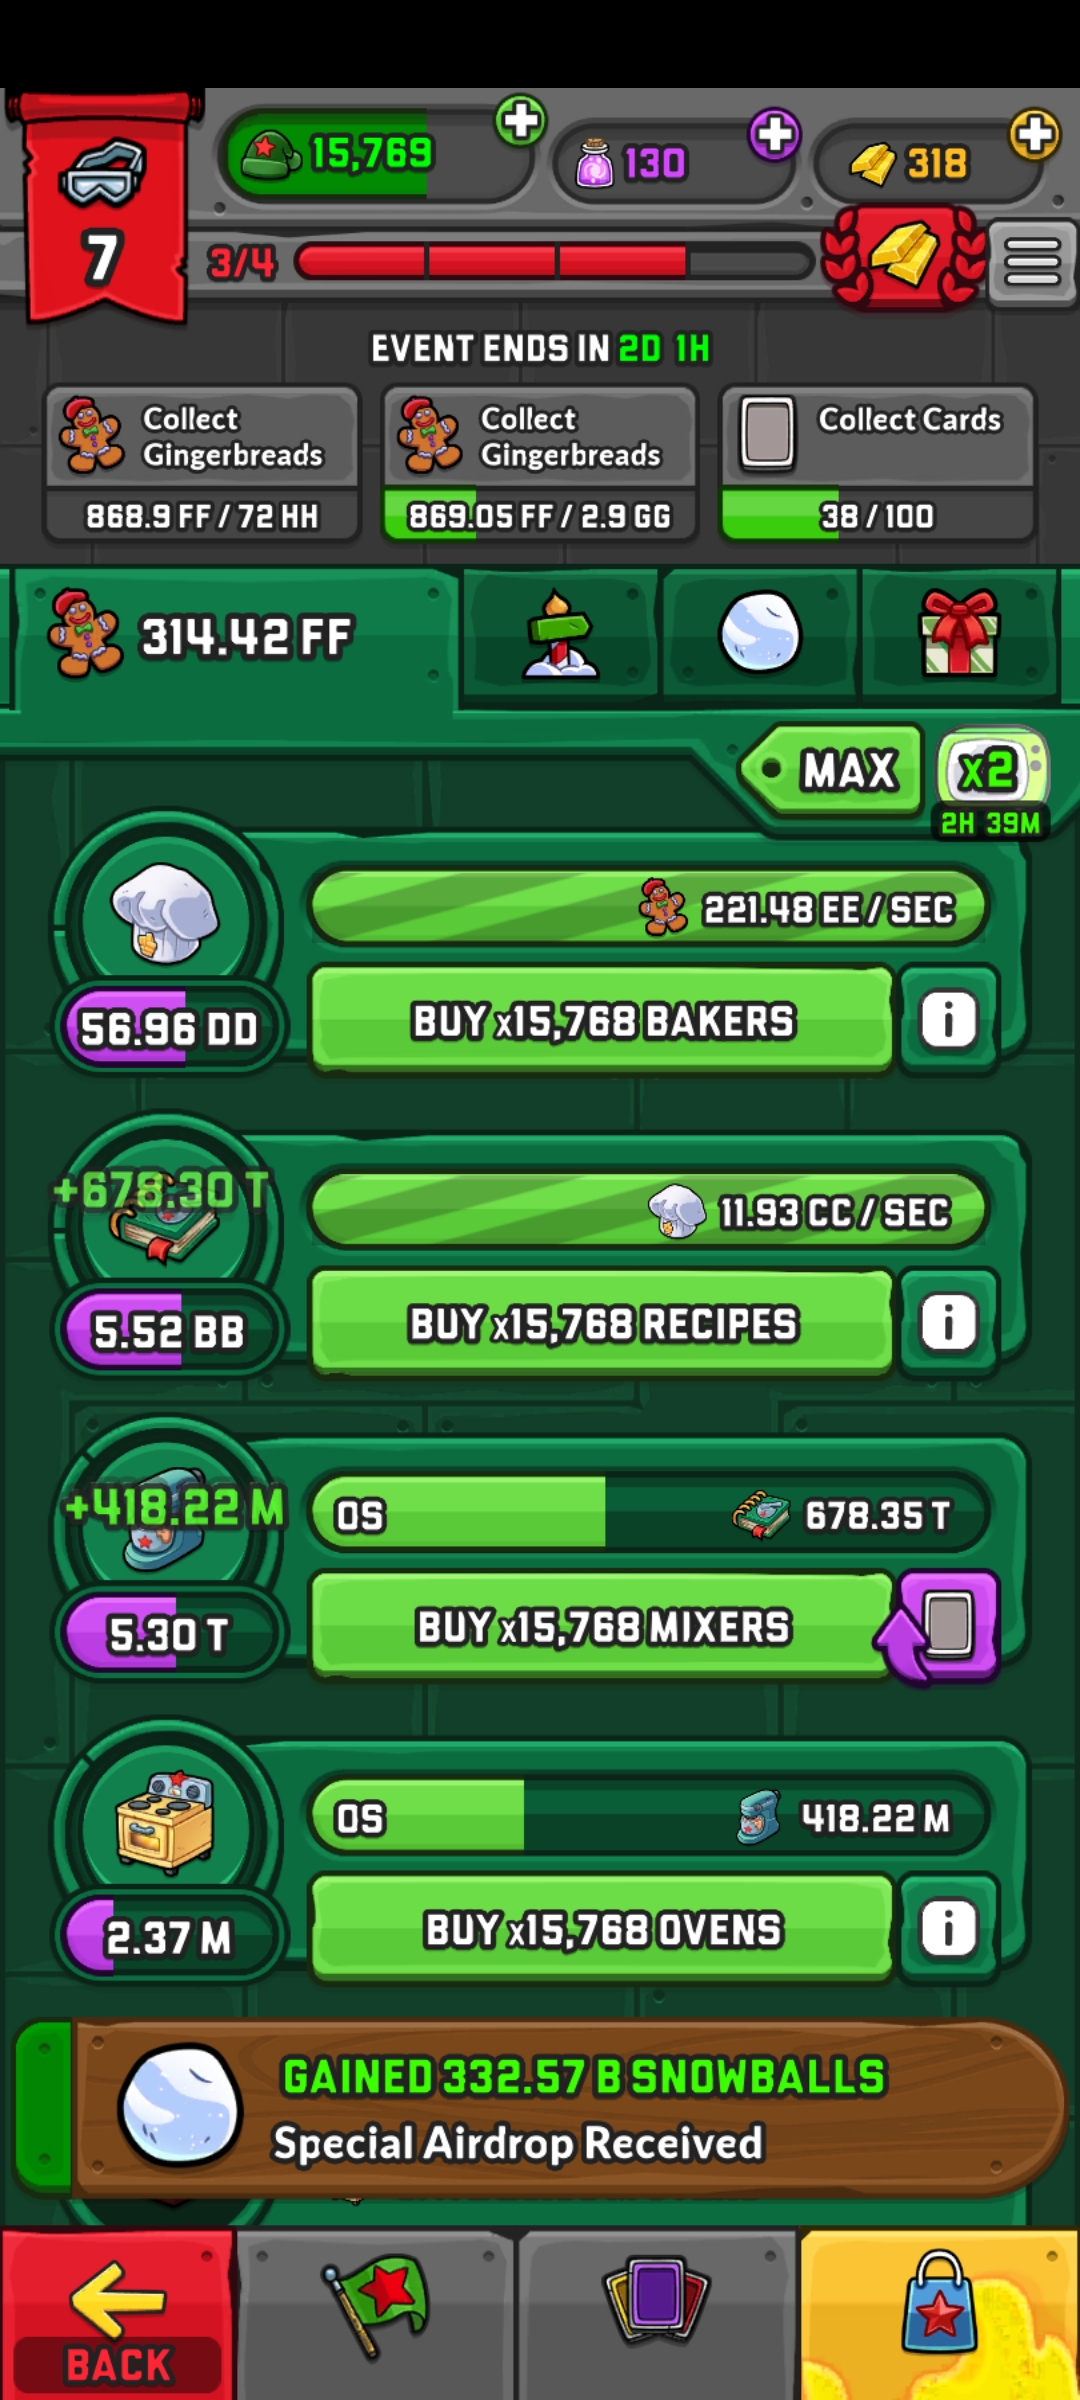 15,769
130
318
7
3/4
EVENT ENDS IN 2D 1H
Collect
Gingerbreads
868.9 FF / 72 HH
Collect
Gingerbreads
869.05 FF / 2.9 GG
Collect Cards
38 / 100
314.42 FF
MAX
x2
2H 39M
221.48 EE / SEC
56.96 DD
BUY x15,768 BAKERS
i
+678.30 T
11.93 CC / SEC
5.52 BB
BUY x15,768 RECIPES
i
+418.22 M
0S
678.35 T
5.30 T
BUY x15,768 MIXERS
0S
418.22 M
2.37 M
BUY x15,768 OVENS
i
GAINED 332.57 B SNOWBALLS
Special Airdrop Received
BACK